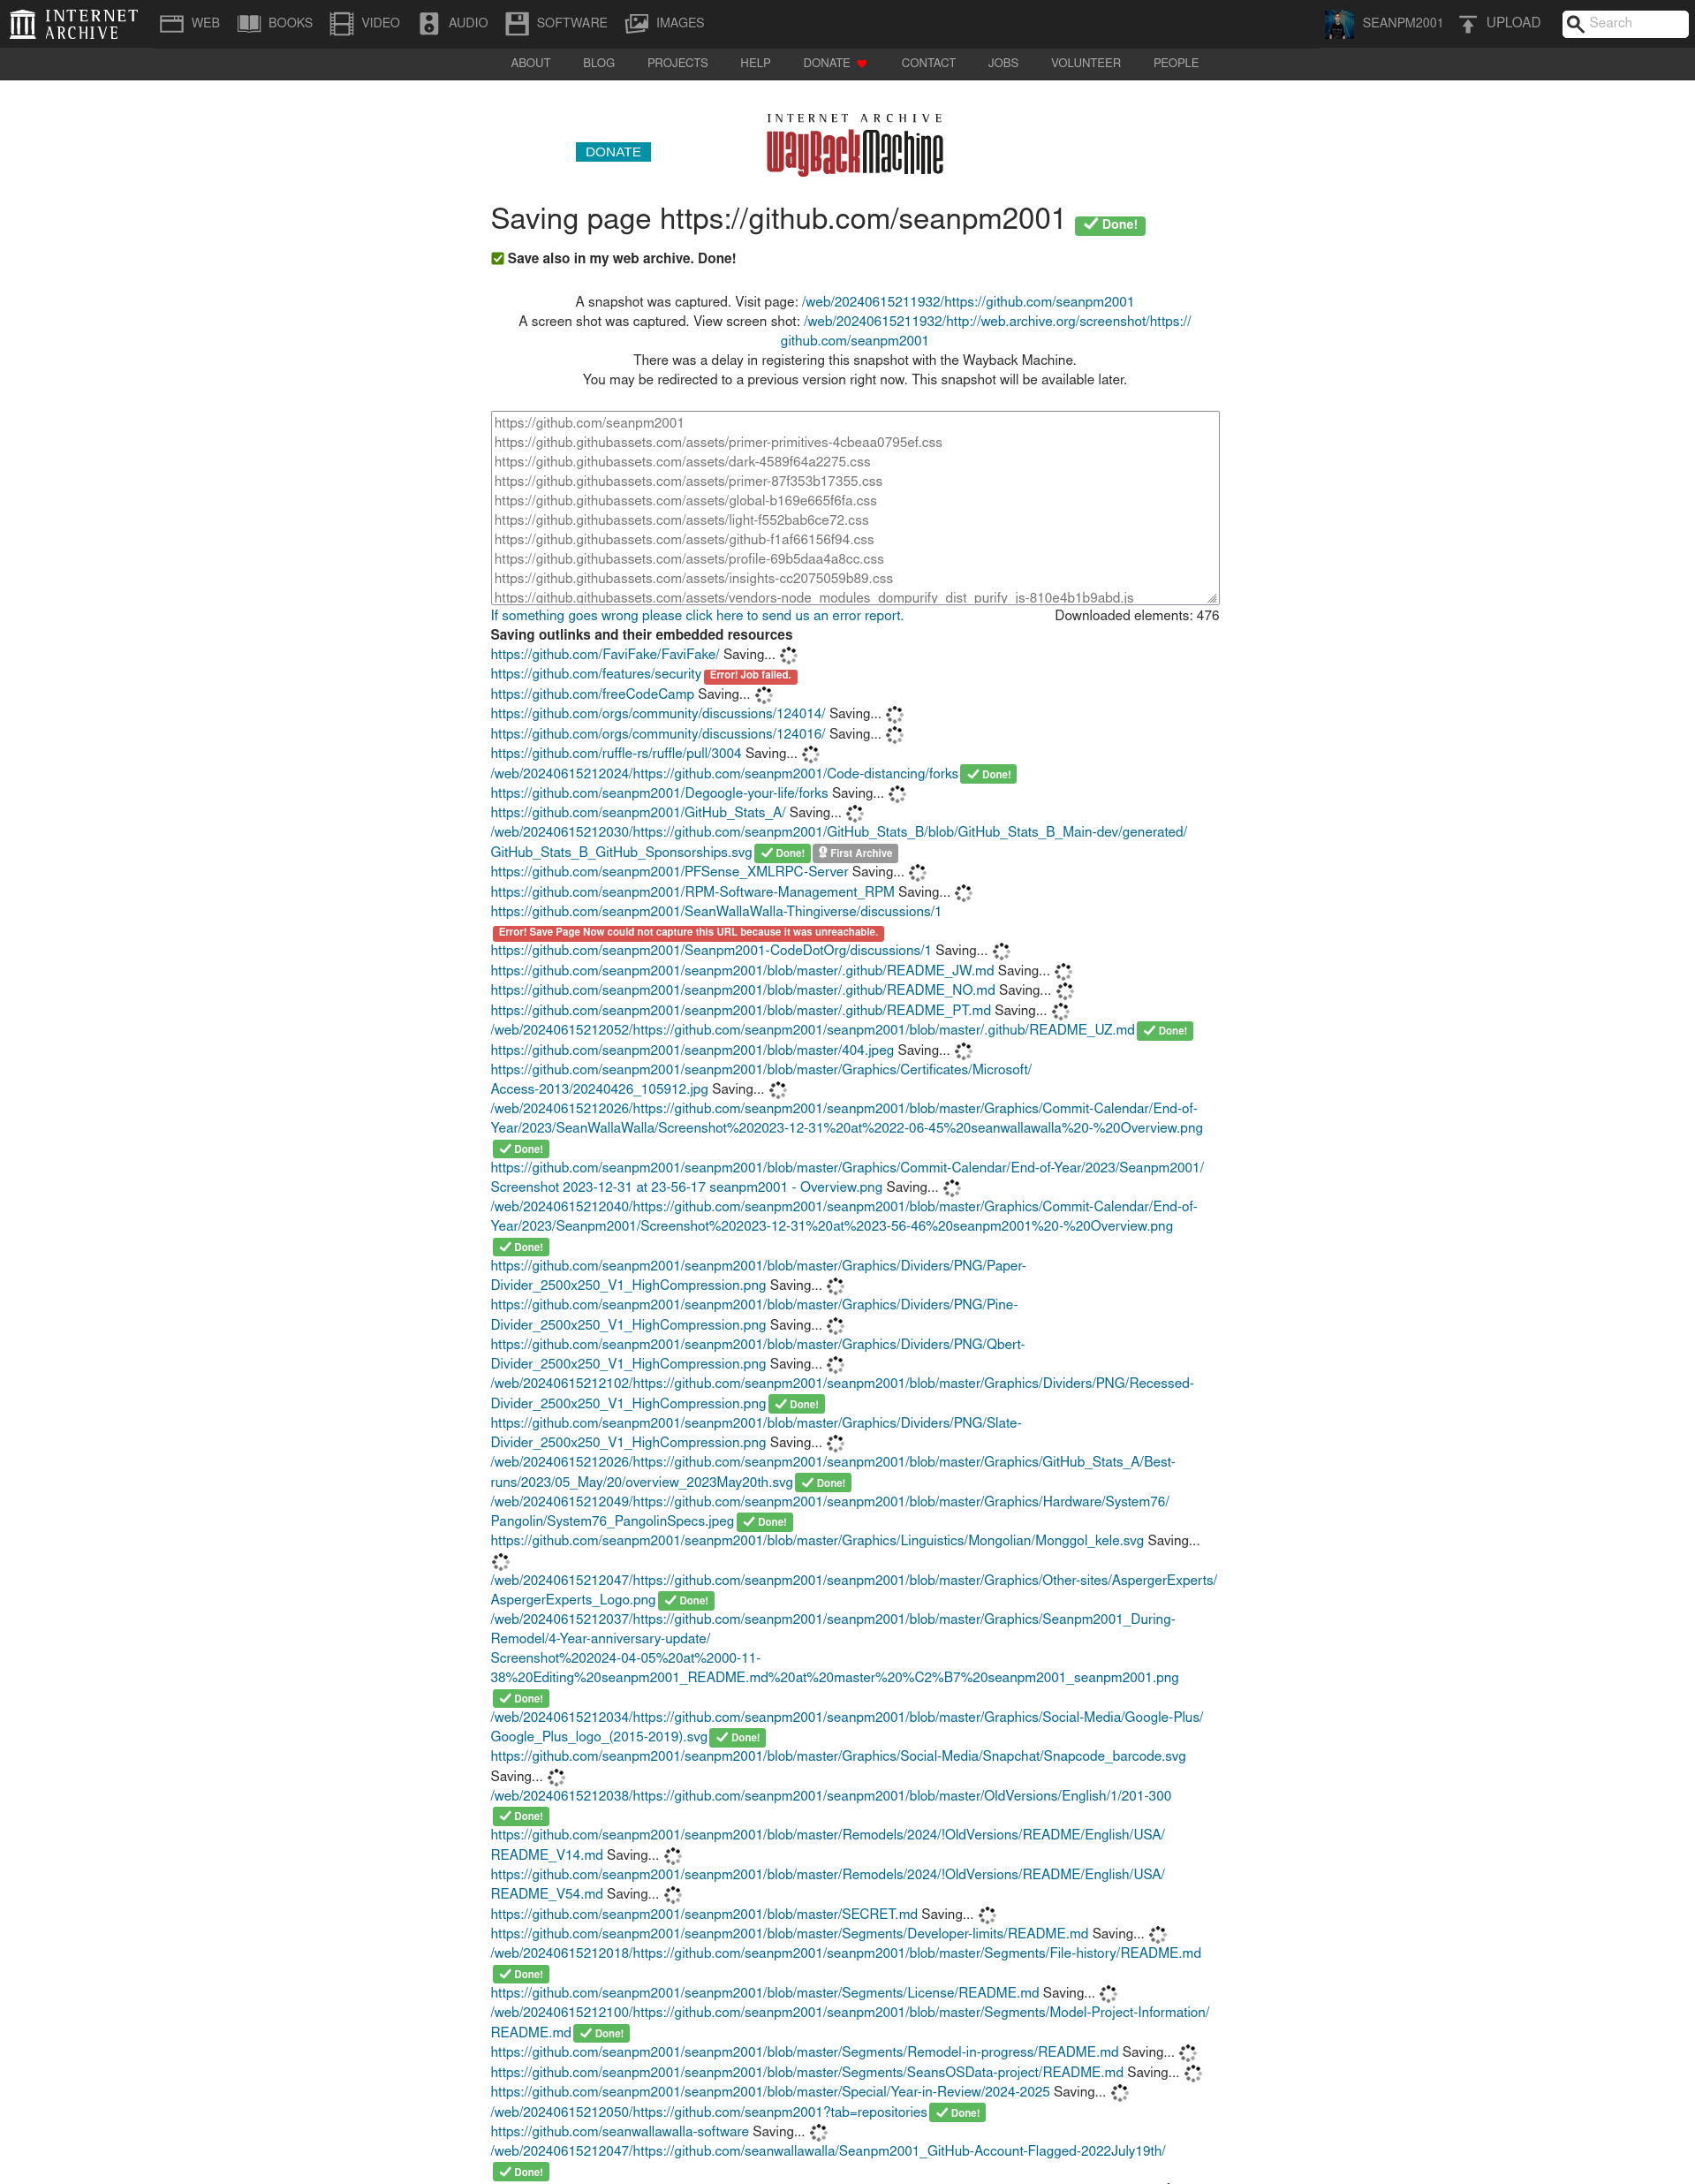 INTERNET ARCHIVE
WEB BOOKS VIDEO AUDIO SOFTWARE IMAGES SEANPM2001 UPLOAD Search
ABOUT BLOG PROJECTS HELP DONATE CONTACT JOBS VOLUNTEER PEOPLE
INTERNET ARCHIVE
DONATE WayBackMachine
Saving page https://github.com/seanpm2001 Done!
Save also in my web archive. Done!
A snapshot was captured. Visit page: /web/20240615211932/https://github.com/seanpm2001
A screen shot was captured. View screen shot: /web/20240615211932/http://web.archive.org/screenshot/https://
github.com/seanpm2001
There was a delay in registering this snapshot with the Wayback Machine.
You may be redirected to a previous version right now. This snapshot will be available later.
https://github.com/seanpm2001
https://github.githubassets.com/assets/primer-primitives-4cbeaa0795ef.css
https://github.githubassets.com/assets/dark-4589f64a2275.css
https://github.githubassets.com/assets/primer-87f353b17355.css
https://github.githubassets.com/assets/global-b169e665f6fa.css
https://github.githubassets.com/assets/light-f552bab6ce72.css
https://github.githubassets.com/assets/github-f1af66156f94.css
https://github.githubassets.com/assets/profile-69b5daa4a8cc.css
https://github.githubassets.com/assets/insights-cc2075059b89.css
https://github.githubassets.com/assets/vendors-node_modules_dompurify_dist_purify_js-810e4b1b9abd.js
If something goes wrong please click here to send us an error report. Downloaded elements: 476
Saving outlinks and their embedded resources
https://github.com/FaviFake/FaviFake/ Saving...
https://github.com/features/security Error! Job failed.
https://github.com/freeCodeCamp Saving...
https://github.com/orgs/community/discussions/124014/ Saving...
https://github.com/orgs/community/discussions/124016/ Saving...
https://github.com/ruffle-rs/ruffle/pull/3004 Saving...
/web/20240615212024/https://github.com/seanpm2001/Code-distancing/forks Done!
https://github.com/seanpm2001/Degoogle-your-life/forks Saving...
https://github.com/seanpm2001/GitHub_Stats_A/ Saving...
/web/20240615212030/https://github.com/seanpm2001/GitHub_Stats_B/blob/GitHub_Stats_B_Main-dev/generated/
GitHub_Stats_B_GitHub_Sponsorships.svg Done! First Archive
https://github.com/seanpm2001/PFSense_XMLRPC-Server Saving...
https://github.com/seanpm2001/RPM-Software-Management_RPM Saving...
https://github.com/seanpm2001/SeanWallaWalla-Thingiverse/discussions/1
Error! Save Page Now could not capture this URL because it was unreachable.
https://github.com/seanpm2001/Seanpm2001-CodeDotOrg/discussions/1 Saving...
https://github.com/seanpm2001/seanpm2001/blob/master/.github/README_JW.md Saving...
https://github.com/seanpm2001/seanpm2001/blob/master/.github/README_NO.md Saving...
https://github.com/seanpm2001/seanpm2001/blob/master/.github/README_PT.md Saving...
/web/20240615212052/https://github.com/seanpm2001/seanpm2001/blob/master/.github/README_UZ.md Done!
https://github.com/seanpm2001/seanpm2001/blob/master/404.jpeg Saving...
https://github.com/seanpm2001/seanpm2001/blob/master/Graphics/Certificates/Microsoft/
Access-2013/20240426_105912.jpg Saving...
/web/20240615212026/https://github.com/seanpm2001/seanpm2001/blob/master/Graphics/Commit-Calendar/End-of-
Year/2023/SeanWallaWalla/Screenshot%202023-12-31%20at%2022-06-45%20seanwallawalla%20-%20Overview.png
Done!
https://github.com/seanpm2001/seanpm2001/blob/master/Graphics/Commit-Calendar/End-of-Year/2023/Seanpm2001/
Screenshot 2023-12-31 at 23-56-17 seanpm2001 - Overview.png Saving...
/web/20240615212040/https://github.com/seanpm2001/seanpm2001/blob/master/Graphics/Commit-Calendar/End-of-
Year/2023/Seanpm2001/Screenshot%202023-12-31%20at%2023-56-46%20seanpm2001%20-%20Overview.png
Done!
https://github.com/seanpm2001/seanpm2001/blob/master/Graphics/Dividers/PNG/Paper-
Divider_2500x250_V1_HighCompression.png Saving...
https://github.com/seanpm2001/seanpm2001/blob/master/Graphics/Dividers/PNG/Pine-
Divider_2500x250_V1_HighCompression.png Saving...
https://github.com/seanpm2001/seanpm2001/blob/master/Graphics/Dividers/PNG/Qbert-
Divider_2500x250_V1_HighCompression.png Saving...
/web/20240615212102/https://github.com/seanpm2001/seanpm2001/blob/master/Graphics/Dividers/PNG/Recessed-
Divider_2500x250_V1_HighCompression.png Done!
https://github.com/seanpm2001/seanpm2001/blob/master/Graphics/Dividers/PNG/Slate-
Divider_2500x250_V1_HighCompression.png Saving...
/web/20240615212026/https://github.com/seanpm2001/seanpm2001/blob/master/Graphics/GitHub_Stats_A/Best-
runs/2023/05_May/20/overview_2023May20th.svg Done!
/web/20240615212049/https://github.com/seanpm2001/seanpm2001/blob/master/Graphics/Hardware/System76/
Pangolin/System76_PangolinSpecs.jpeg Done!
https://github.com/seanpm2001/seanpm2001/blob/master/Graphics/Linguistics/Mongolian/Monggol_kele.svg Saving...
/web/20240615212047/https://github.com/seanpm2001/seanpm2001/blob/master/Graphics/Other-sites/AspergerExperts/
AspergerExperts_Logo.png Done!
/web/20240615212037/https://github.com/seanpm2001/seanpm2001/blob/master/Graphics/Seanpm2001_During-
Remodel/4-Year-anniversary-update/
Screenshot%202024-04-05%20at%2000-11-
38%20Editing%20seanpm2001_README.md%20at%20master%20%C2%B7%20seanpm2001_seanpm2001.png
Done!
/web/20240615212034/https://github.com/seanpm2001/seanpm2001/blob/master/Graphics/Social-Media/Google-Plus/
Google_Plus_logo_(2015-2019).svg Done!
https://github.com/seanpm2001/seanpm2001/blob/master/Graphics/Social-Media/Snapchat/Snapcode_barcode.svg
Saving...
/web/20240615212038/https://github.com/seanpm2001/seanpm2001/blob/master/OldVersions/English/1/201-300
Done!
https://github.com/seanpm2001/seanpm2001/blob/master/Remodels/2024/!OldVersions/README/English/USA/
README_V14.md Saving...
https://github.com/seanpm2001/seanpm2001/blob/master/Remodels/2024/!OldVersions/README/English/USA/
README_V54.md Saving...
https://github.com/seanpm2001/seanpm2001/blob/master/SECRET.md Saving...
https://github.com/seanpm2001/seanpm2001/blob/master/Segments/Developer-limits/README.md Saving...
/web/20240615212018/https://github.com/seanpm2001/seanpm2001/blob/master/Segments/File-history/README.md
Done!
https://github.com/seanpm2001/seanpm2001/blob/master/Segments/License/README.md Saving...
/web/20240615212100/https://github.com/seanpm2001/seanpm2001/blob/master/Segments/Model-Project-Information/
README.md Done!
https://github.com/seanpm2001/seanpm2001/blob/master/Segments/Remodel-in-progress/README.md Saving...
https://github.com/seanpm2001/seanpm2001/blob/master/Segments/SeansOSData-project/README.md Saving...
https://github.com/seanpm2001/seanpm2001/blob/master/Special/Year-in-Review/2024-2025 Saving...
/web/20240615212050/https://github.com/seanpm2001?tab=repositories Done!
https://github.com/seanwallawalla-software Saving...
/web/20240615212047/https://github.com/seanwallawalla/Seanpm2001_GitHub-Account-Flagged-2022July19th/
Done!